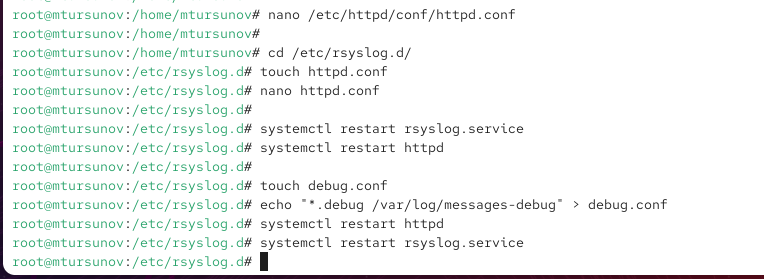 root@mtursunov:/home/mtursunov# nano /etc/httpd/conf/httpd.conf
root@mtursunov:/home/mtursunov#
root@mtursunov:/home/mtursunov# cd /etc/rsyslog.d/
root@mtursunov:/etc/rsyslog.d# touch httpd.conf
root@mtursunov:/etc/rsyslog.d# nano httpd.conf
root@mtursunov:/etc/rsyslog.d#
root@mtursunov:/etc/rsyslog.d# systemctl restart rsyslog.service
root@mtursunov:/etc/rsyslog.d# systemctl restart httpd
root@mtursunov:/etc/rsyslog.d#
root@mtursunov:/etc/rsyslog.d# touch debug.conf
root@mtursunov:/etc/rsyslog.d# echo "*.debug /var/log/messages-debug" > debug.conf
root@mtursunov:/etc/rsyslog.d# systemctl restart httpd
root@mtursunov:/etc/rsyslog.d# systemctl restart rsyslog.service
root@mtursunov:/etc/rsyslog.d#